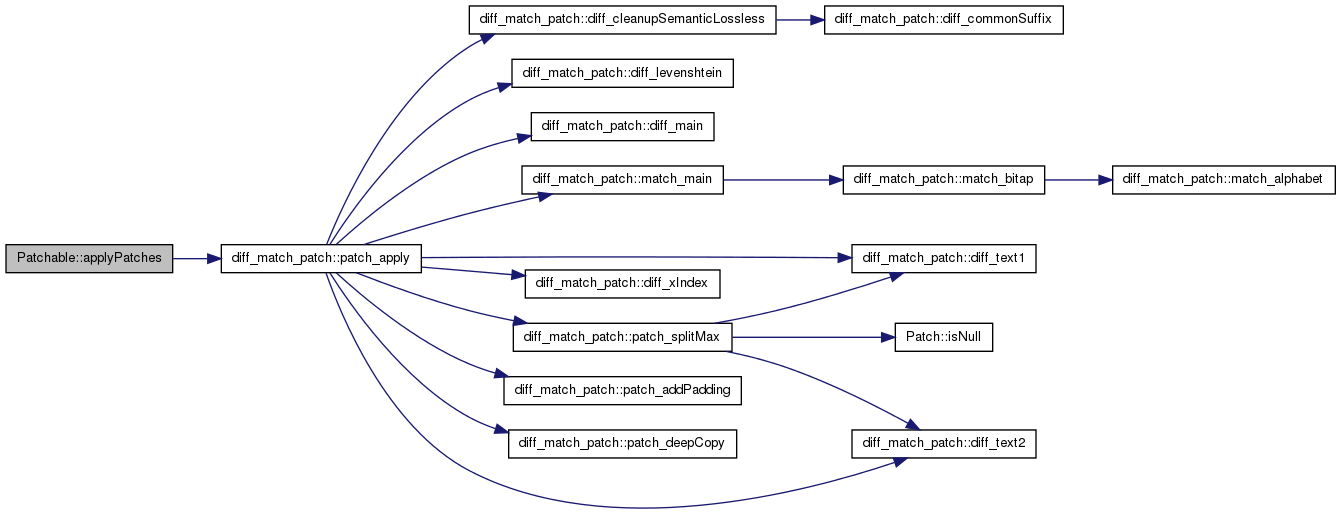 diff_match_patch::diff_cleanupSemanticLossless
diff_match_patch::diff_commonSuffix
diff_match_patch::diff_levenshtein
diff_match_patch::diff_main
diff_match_patch::match_main
diff_match_patch::match_bitap
diff_match_patch::match_alphabet
Patchable::applyPatches
diff_match_patch::patch_apply
diff_match_patch::diff_text1
diff_match_patch::diff_xIndex
diff_match_patch::patch_splitMax
Patch::isNull
diff_match_patch::patch_addPadding
diff_match_patch::patch_deepCopy
diff_match_patch::diff_text2